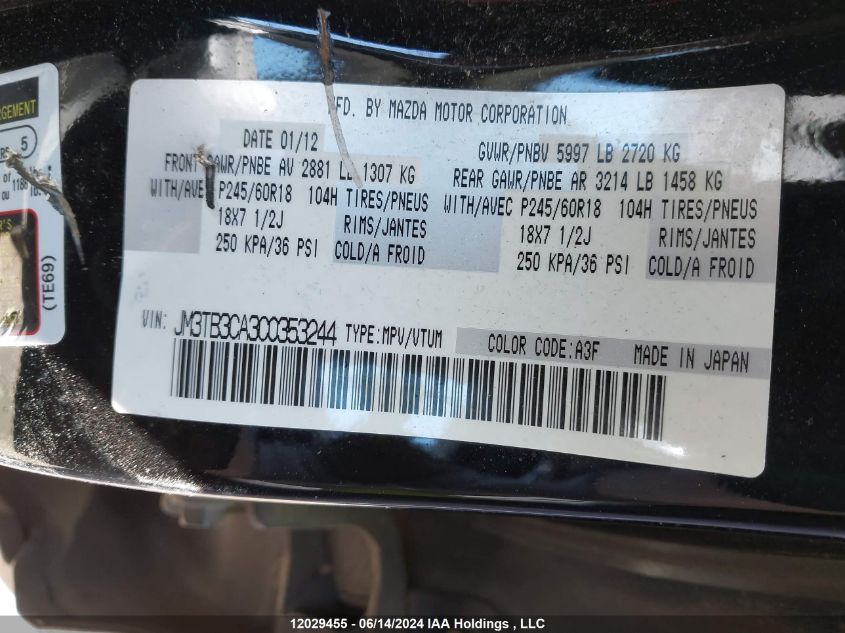 FD. BY MAZDA MOTOR CORPORATION
DATE 01/12
GVWR/PNBV 5997 LB 2720 KG
FRONT GAWR/PNBE AV 2881 LB 1307 KG
REAR GAWR/PNBE AR 3214 LB 1458 KG
WITH/AVEC P245/60R18 104H TIRES/PNEUS
WITH/AVEC P245/60R18 104H TIRES/PNEUS
18X7 1/2J RIMS/JANTES
18X7 1/2J RIMS/JANTES
250 KPA/36 PSI COLD/A FROID
250 KPA/36 PSI COLD/A FROID
VIN: JM3TB3CA3C0353244 TYPE:MPV/VTUM
COLOR CODE:A3F MADE IN JAPAN
RGEMENT
5
of
ou
(TE69)
12029455 - 06/14/2024 IAA Holdings , LLC